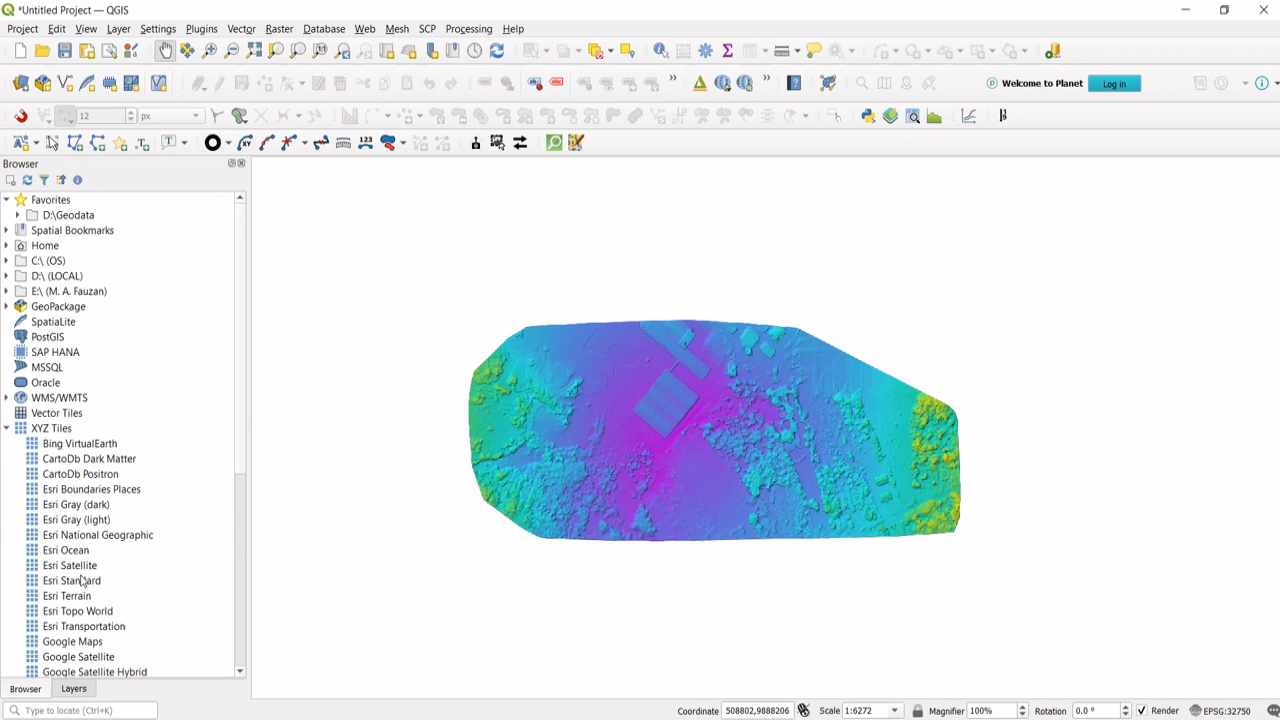 *Untitled Project — QGIS
Project Edit View Layer Settings Plugins Vector Raster Database Web Mesh SCP Processing Help
Welcome to Planet Log in
12 px
123
Browser
Favorites
D:\Geodata
Spatial Bookmarks
Home
C:\ (OS)
D:\ (LOCAL)
E:\ (M. A. Fauzan)
GeoPackage
SpatiaLite
PostGIS
SAP HANA
MSSQL
Oracle
WMS/WMTS
Vector Tiles
XYZ Tiles
Bing VirtualEarth
CartoDb Dark Matter
CartoDb Positron
Esri Boundaries Places
Esri Gray (dark)
Esri Gray (light)
Esri National Geographic
Esri Ocean
Esri Satellite
Esri Standard
Esri Terrain
Esri Topo World
Esri Transportation
Google Maps
Google Satellite
Google Satellite Hybrid
Browser Layers
Type to locate (Ctrl+K) Coordinate 508802,9888206 Scale 1:6272 Magnifier 100% Rotation 0.0 ° Render EPSG:32750